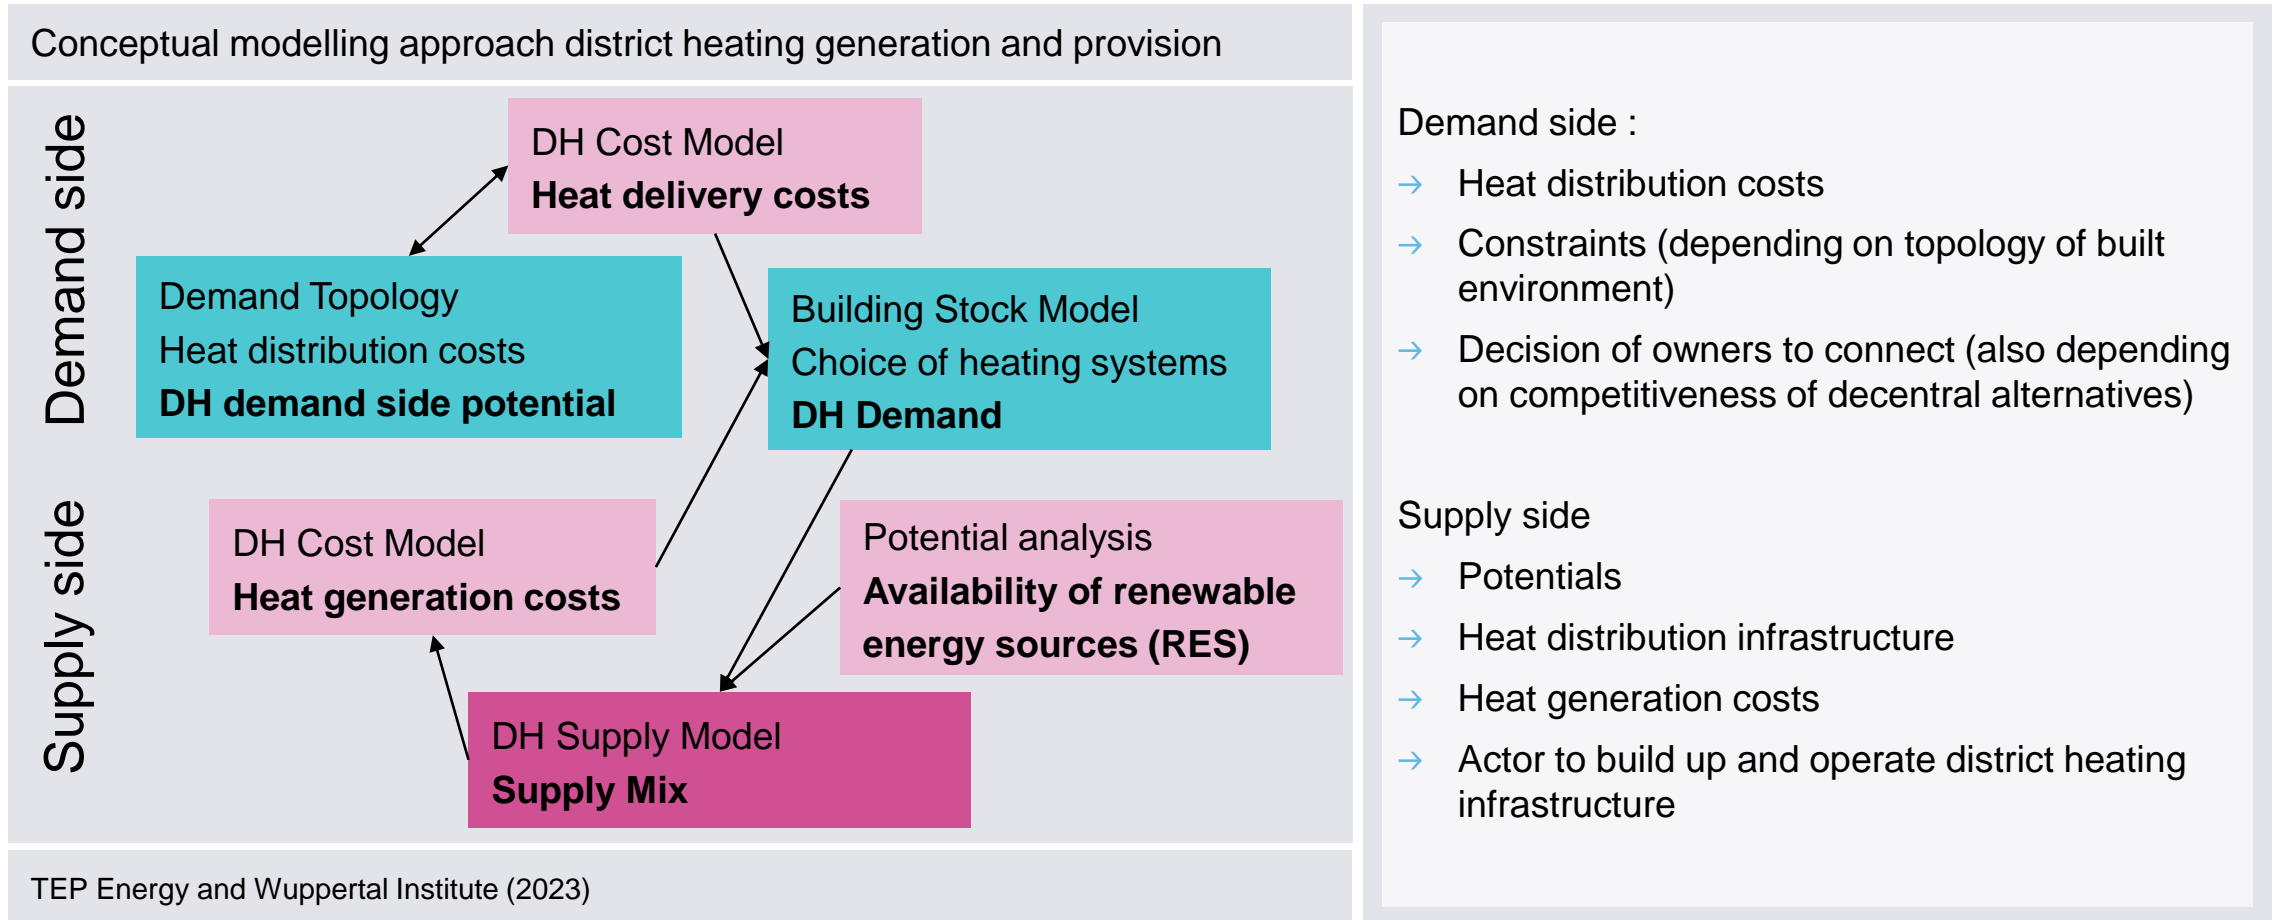 Conceptual modelling approach district heating generation and provision
Demand side
DH Cost Model
Heat delivery costs
Demand Topology
Heat distribution costs
DH demand side potential
Building Stock Model
Choice of heating systems
DH Demand
Supply side
DH Cost Model
Heat generation costs
Potential analysis
Availability of renewable
energy sources (RES)
DH Supply Model
Supply Mix
TEP Energy and Wuppertal Institute (2023)
Demand side :
→ Heat distribution costs
→ Constraints (depending on topology of built
environment)
→ Decision of owners to connect (also depending
on competitiveness of decentral alternatives)
Supply side
→ Potentials
→ Heat distribution infrastructure
→ Heat generation costs
→ Actor to build up and operate district heating
infrastructure